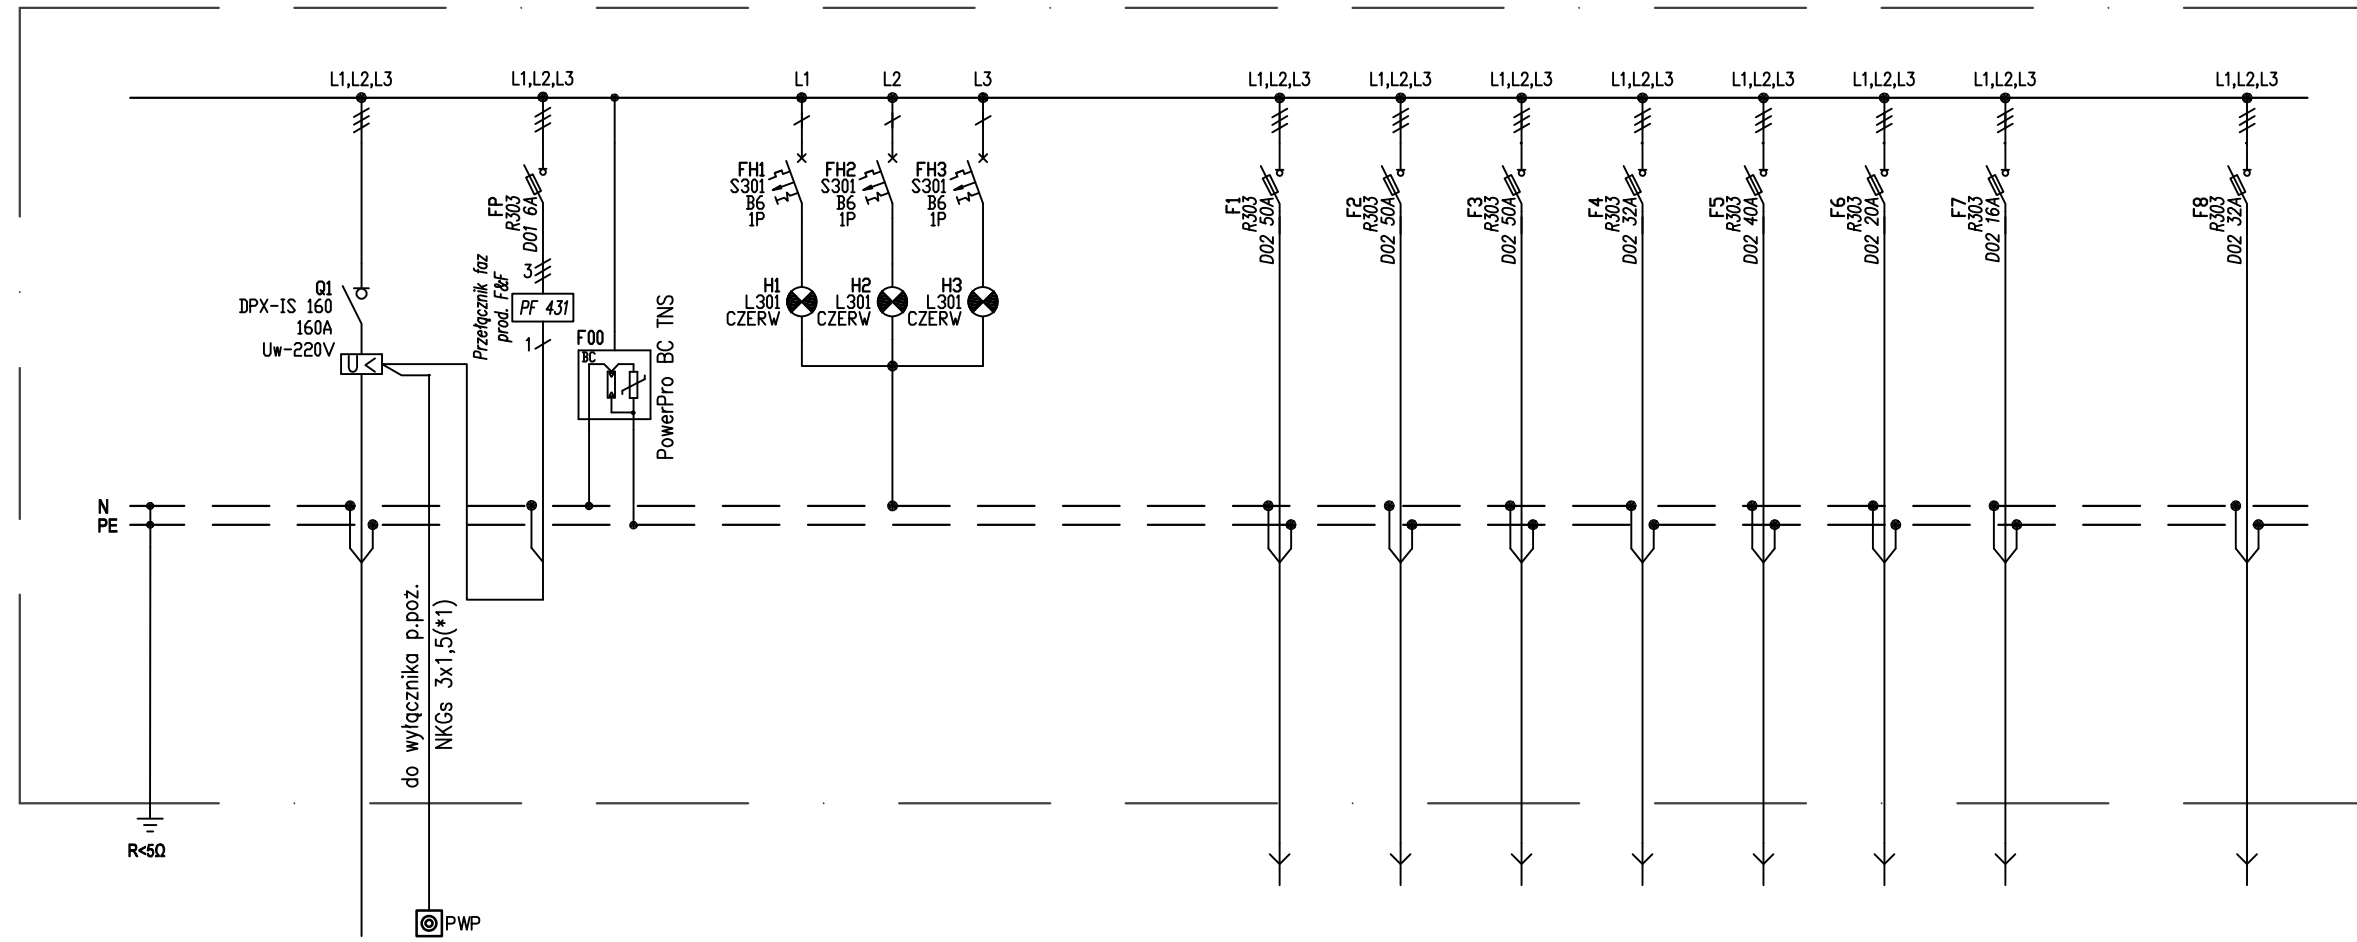 L1,L2,L3
L1,L2,L3
L1
L2
L3
L1,L2,L3
L1,L2,L3
L1,L2,L3
L1,L2,L3
L1,L2,L3
L1,L2,L3
L1,L2,L3
L1,L2,L3
Q1
DPX-IS 160
160A
Uw-220V
U<
FP
R303
D01 6A
3
Przełącznik faz
prod. F&F
PF 431
1
F00
BC
PowerPro BC TNS
FH1
S301
B6
1P
FH2
S301
B6
1P
FH3
S301
B6
1P
H1
L301
CZERW
H2
L301
CZERW
H3
L301
CZERW
F1
R303
D02 50A
F2
R303
D02 50A
F3
R303
D02 50A
F4
R303
D02 32A
F5
R303
D02 40A
F6
R303
D02 20A
F7
R303
D02 16A
F8
R303
D02 32A
N
PE
do wyłącznika p.poż.
NKGs 3x1,5(*1)
R<5Ω
PWP